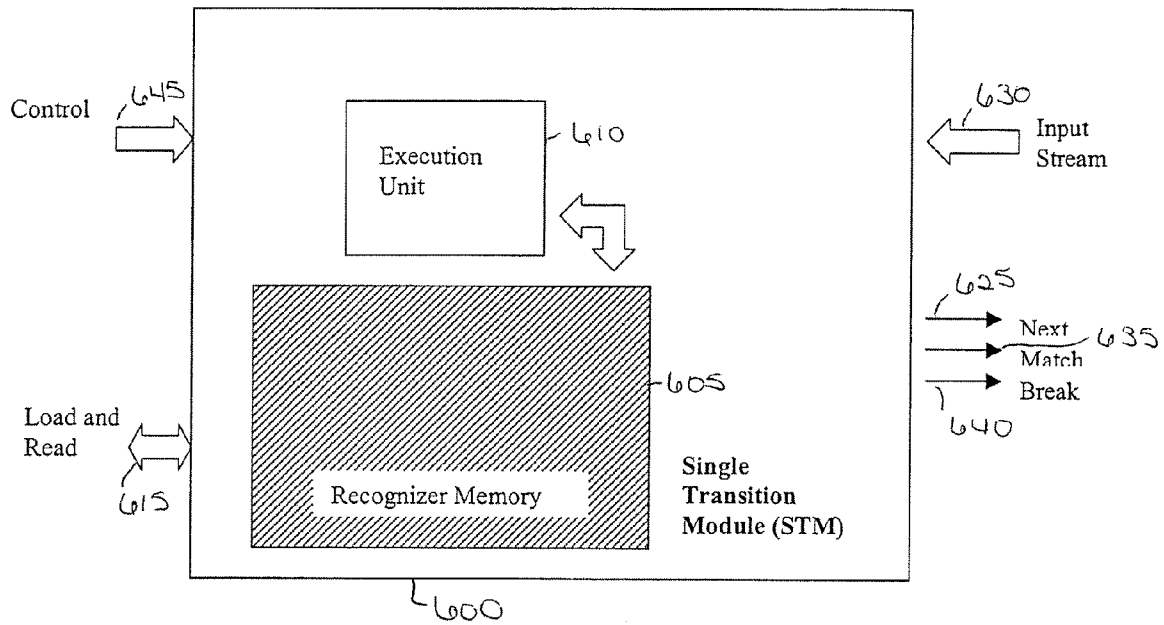 Control
645
Execution
Unit
610
630
Input
Stream
625
Next
635
Match
Break
640
605
Load and
Read
615
Recognizer Memory
Single
Transition
Module (STM)
600